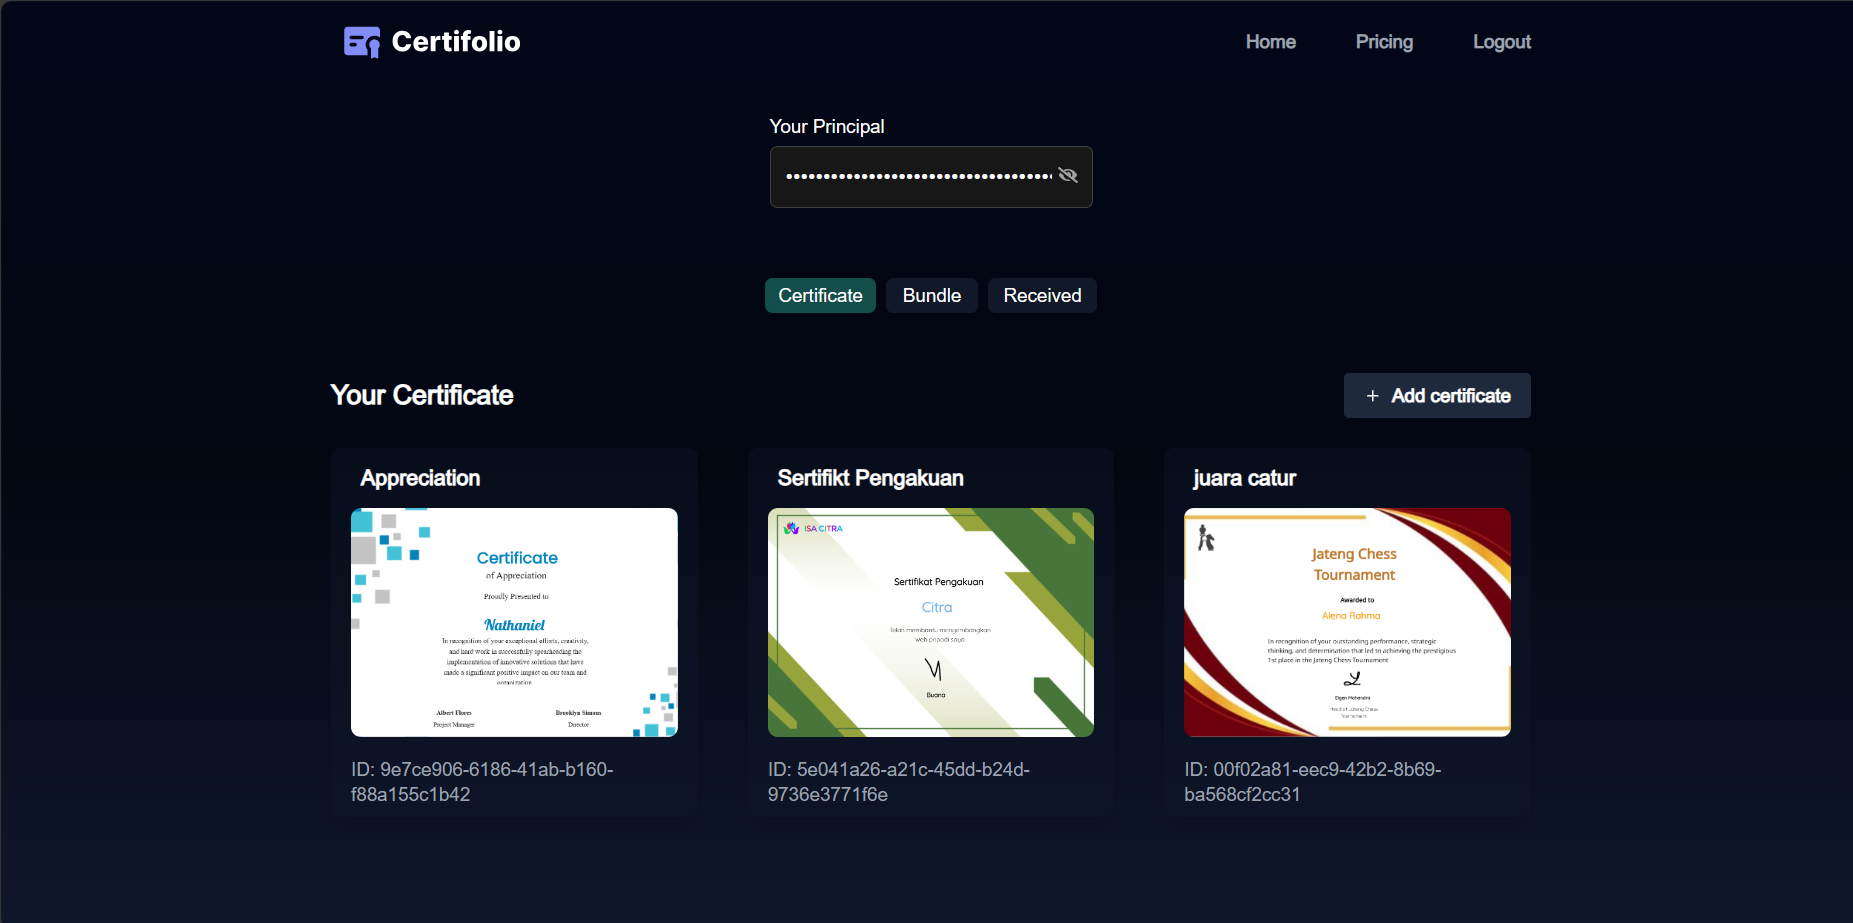 Certifolio
Home
Pricing
Logout
Your Principal
Certificate
Bundle
Received
Your Certificate
+ Add certificate
Appreciation
Certificate
of Appreciation
Proudly Presented to
Nathaniel
In recognition of your exceptional efforts, creativity,
and hard work in successfully spearheading the
implementation of innovative solutions that have
made a significant positive impact on our team and
organization
Albert Flores
Project Manager
Brooklyn Simons
Director
ID: 9e7ce906-6186-41ab-b160-
f88a155c1b42
Sertifikt Pengakuan
ISA CITRA
Sertifikat Pengakuan
Citra
Telah membantu mengembangkan
web pribadi saya
Buana
ID: 5e041a26-a21c-45dd-b24d-
9736e3771f6e
juara catur
Jateng Chess
Tournament
Awarded to
Alena Rahma
In recognition of your outstanding performance, strategic
thinking, and determination that led to achieving the prestigious
1st place in the Jateng Chess Tournament
Elgen Mahendra
Head of Jateng Chess
Tournament
ID: 00f02a81-eec9-42b2-8b69-
ba568cf2cc31